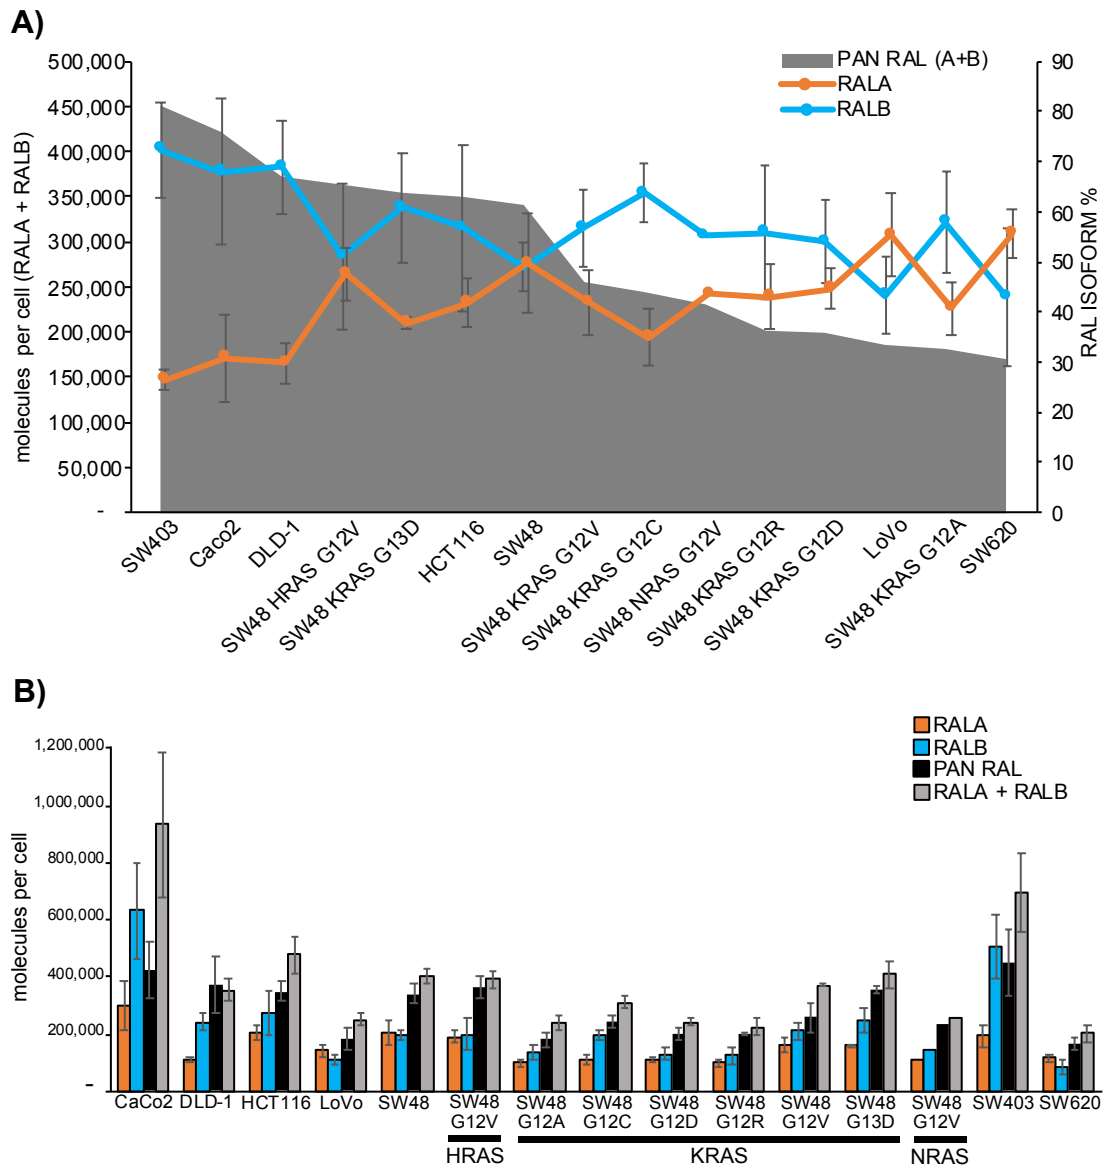 A)
PAN RAL (A+B)
RALA
RALB
molecules per cell (RALA + RALB)
500,000
450,000
400,000
350,000
300,000
250,000
200,000
150,000
100,000
50,000
-
90
80
70
60
50
40
30
20
10
0
RAL ISOFORM %
SW403
Caco2
DLD-1
SW48 HRAS G12V
SW48 KRAS G13D
HCT116
SW48
SW48 KRAS G12V
SW48 KRAS G12C
SW48 NRAS G12V
SW48 KRAS G12R
SW48 KRAS G12D
LoVo
SW48 KRAS G12A
SW620
B)
RALA
RALB
PAN RAL
RALA + RALB
molecules per cell
1,200,000
1,000,000
800,000
600,000
400,000
200,000
-
CaCo2
DLD-1
HCT116
LoVo
SW48
SW48
G12V
SW48
G12A
SW48
G12C
SW48
G12D
SW48
G12R
SW48
G12V
SW48
G13D
SW48
G12V
SW403
SW620
HRAS
KRAS
NRAS